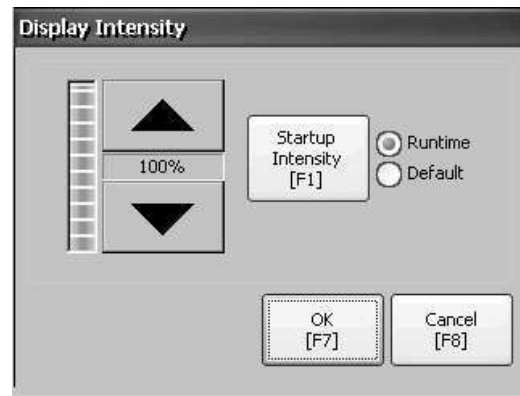 Display Intensity
100%
Startup
Intensity
[F1]
Runtime
Default
OK
[F7]
Cancel
[F8]